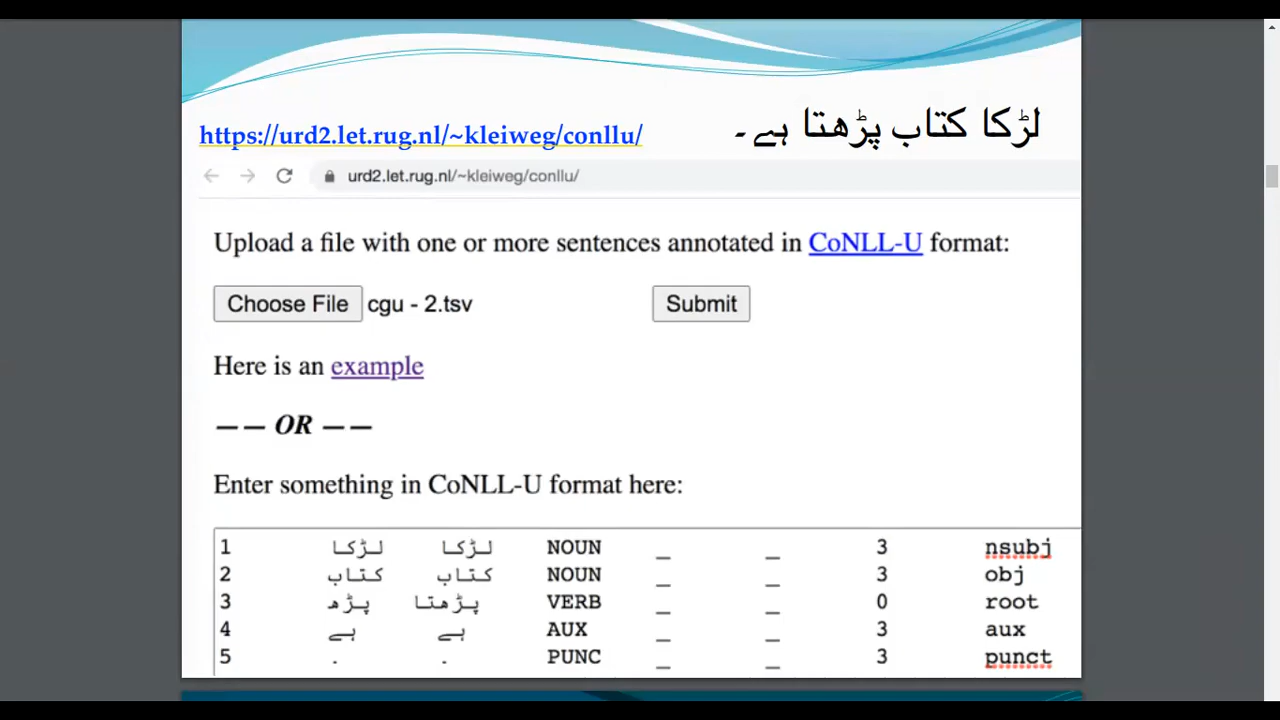 https://urd2.let.rug.nl/~kleiweg/conllu/ لڑکا کتاب پڑھتا ہے۔
urd2.let.rug.nl/~kleiweg/conllu/
Upload a file with one or more sentences annotated in CoNLL-U format:
Choose File cgu - 2.tsv Submit
Here is an example
—— OR ——
Enter something in CoNLL-U format here:
1 لڑکا لڑکا NOUN _ _ 3 nsubj
2 کتاب کتاب NOUN _ _ 3 obj
3 پڑھ پڑھتا VERB _ _ 0 root
4 ہے ہے AUX _ _ 3 aux
5 . . PUNC _ _ 3 punct